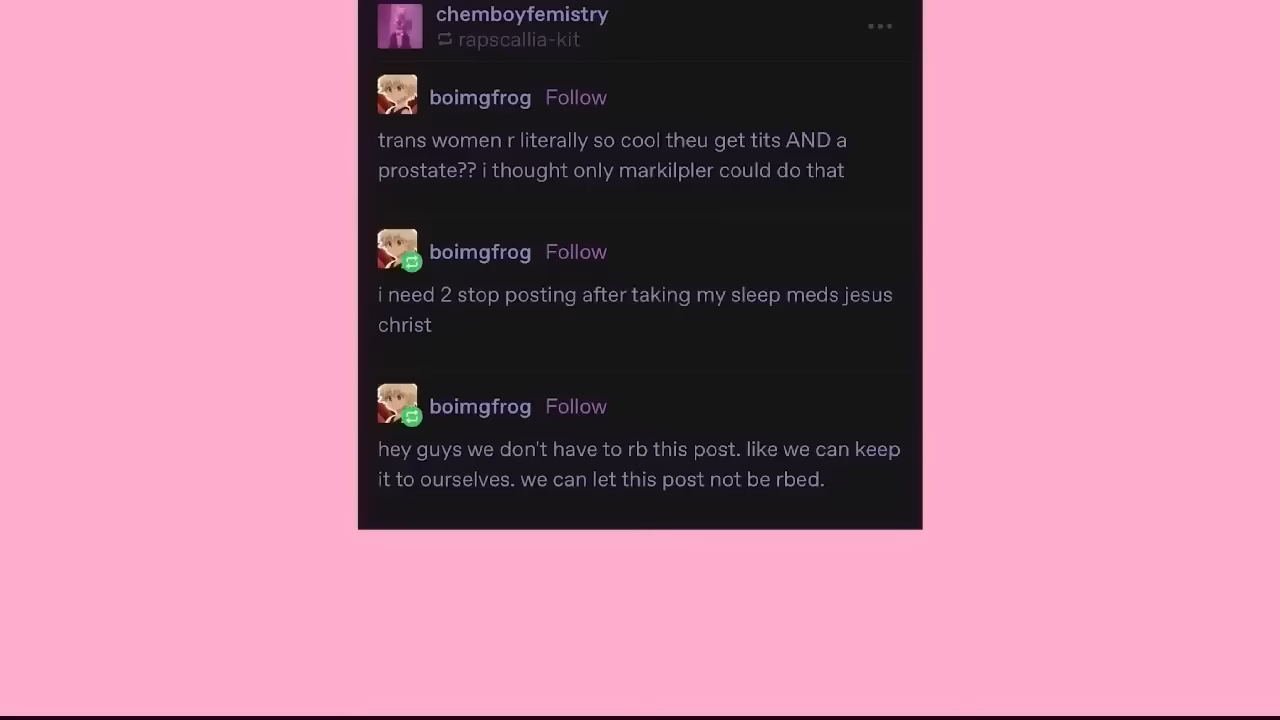 chemboyfemistry
rapscallia-kit
boimgfrog Follow
trans women r literally so cool theu get tits AND a
prostate?? i thought only markilpler could do that
boimgfrog Follow
i need 2 stop posting after taking my sleep meds jesus
christ
boimgfrog Follow
hey guys we don't have to rb this post. like we can keep
it to ourselves. we can let this post not be rbed.